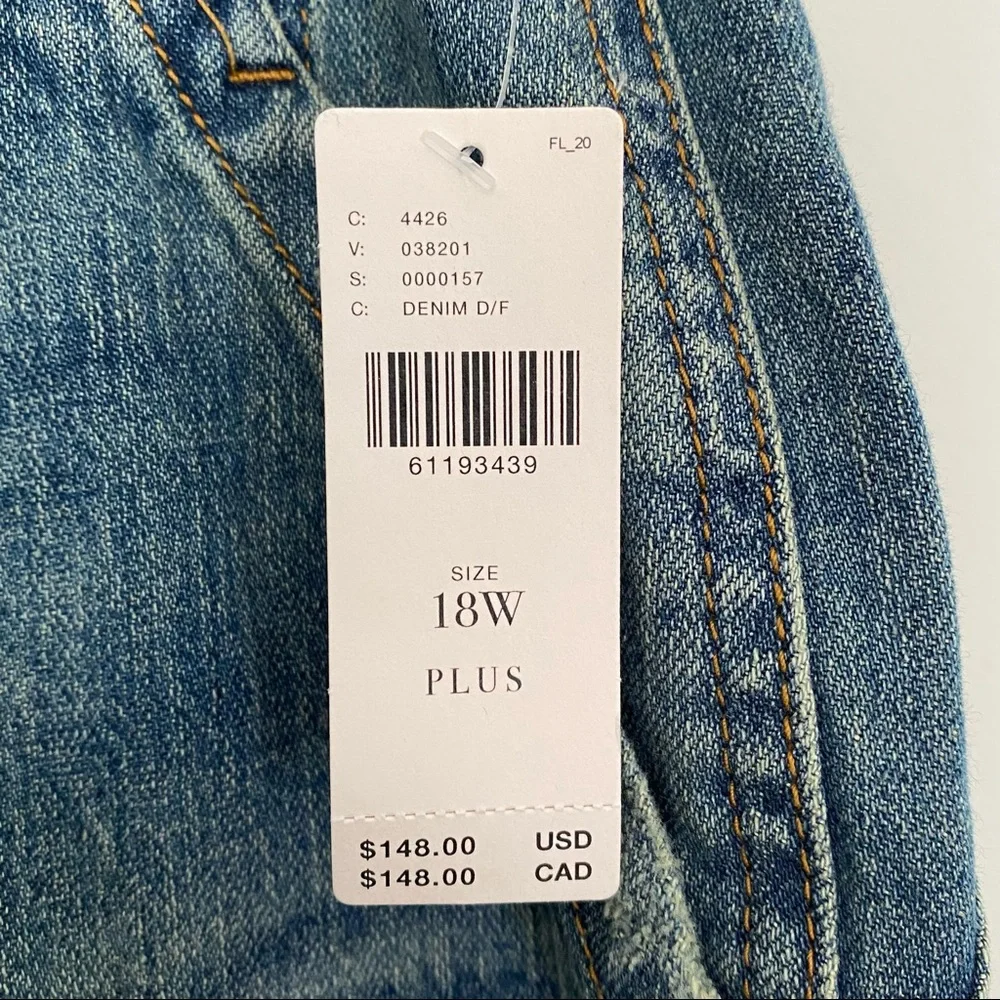 FL_20
C: 4426
V: 038201
S: 0000157
C: DENIM D/F
61193439
SIZE
18W
PLUS
$148.00 USD
$148.00 CAD